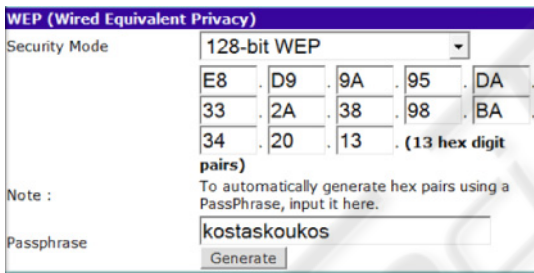 WEP (Wired Equivalent Privacy)
Security Mode 128-bit WEP
E8 . D9 . 9A . 95 . DA .
33 . 2A . 38 . 98 . BA .
34 . 20 . 13 . (13 hex digit
pairs)
Note : To automatically generate hex pairs using a
PassPhrase, input it here.
Passphrase kostaskoukos
Generate